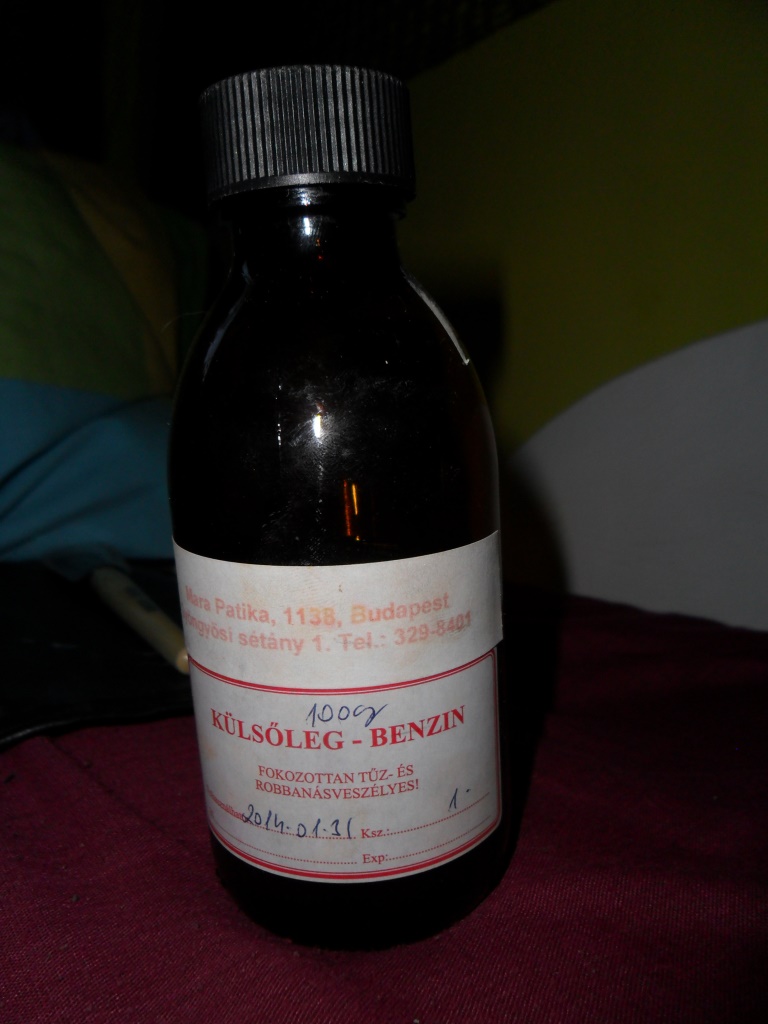 Mara Patika, 1138, Budapest
sétány 1. Tel.: 329-8401
100g
KÜLSŐLEG - BENZIN
FOKOZOTTAN TŰZ- ÉS
ROBBANÁSVESZÉLYES!
2014.01.31 Ksz.: 1.
Exp: